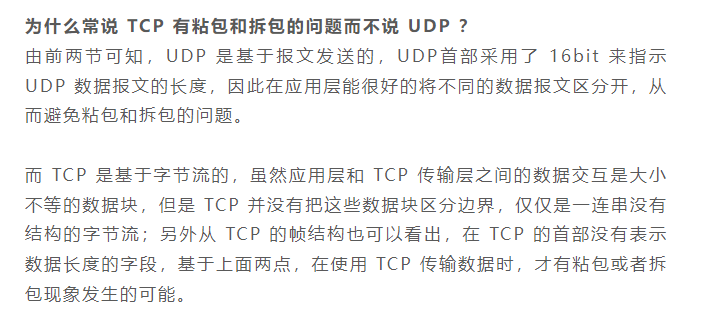 为什么常说 TCP 有粘包和拆包的问题而不说 UDP ？
由前两节可知，UDP 是基于报文发送的，UDP首部采用了 16bit 来指示
UDP 数据报文的长度，因此在应用层能很好的将不同的数据报文区分开，从
而避免粘包和拆包的问题。
而 TCP 是基于字节流的，虽然应用层和 TCP 传输层之间的数据交互是大小
不等的数据块，但是 TCP 并没有把这些数据块区分边界，仅仅是一连串没有
结构的字节流；另外从 TCP 的帧结构也可以看出，在 TCP 的首部没有表示
数据长度的字段，基于上面两点，在使用 TCP 传输数据时，才有粘包或者拆
包现象发生的可能。